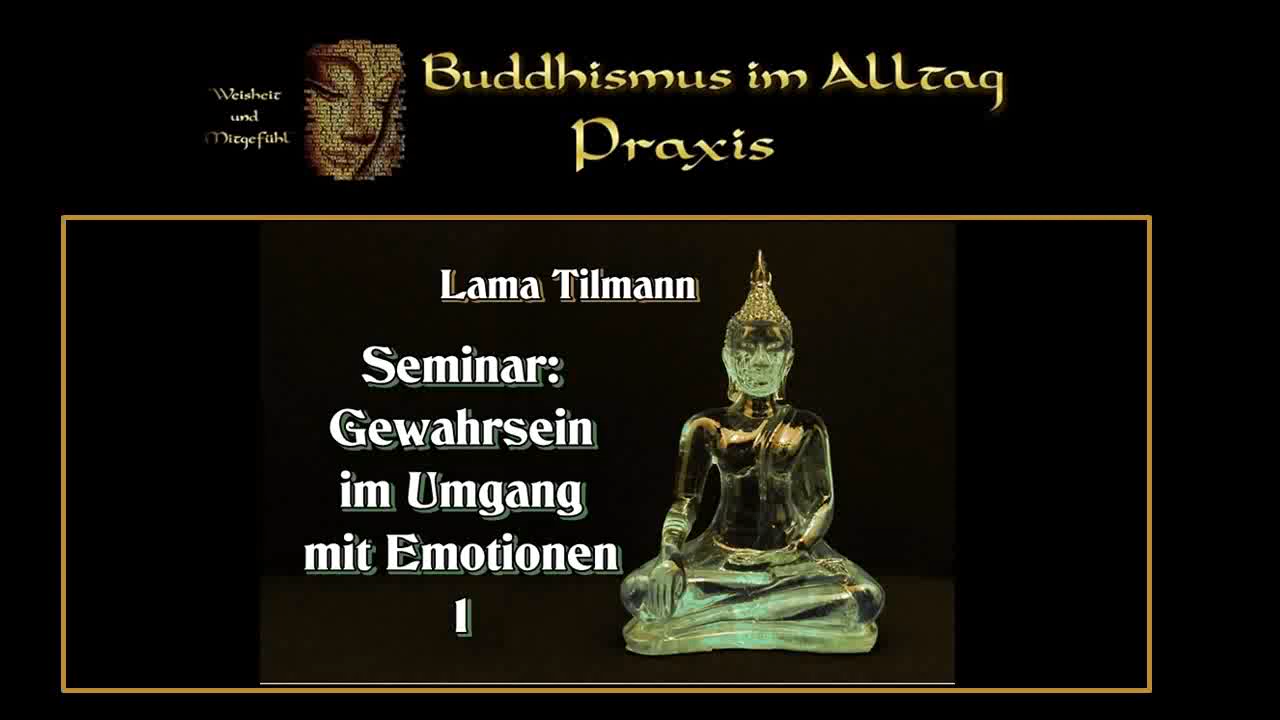 Weisheit
und
Mitgefühl
Buddhismus im Alltag
Praxis
Lama Tilmann
Seminar:
Gewahrsein
im Umgang
mit Emotionen
1